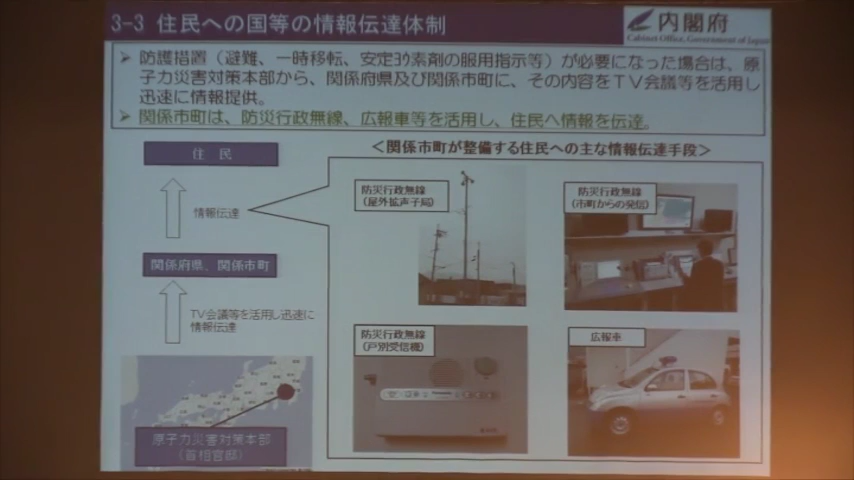 3-3 住民への国等の情報伝達体制
内閣府
Cabinet Office, Government of Japan
➢ 防護措置（避難、一時移転、安定ヨウ素剤の服用指示等）が必要になった場合は、原
子力災害対策本部から、関係府県及び関係市町に、その内容をＴＶ会議等を活用し
迅速に情報提供。
➢ 関係市町は、防災行政無線、広報車等を活用し、住民へ情報を伝達。
住 民
情報伝達
関係府県、関係市町
ＴＶ会議等を活用し迅速に
情報伝達
原子力災害対策本部
（首相官邸）
＜関係市町が整備する住民への主な情報伝達手段＞
防災行政無線
（屋外拡声子局）
防災行政無線
（市町からの発信）
防災行政無線
（戸別受信機）
広報車